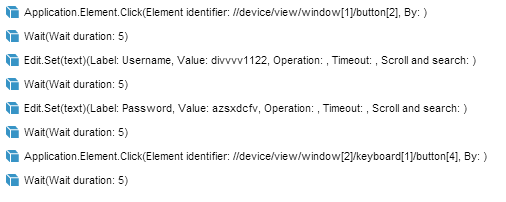 Application.Element.Click(Element identifier: //device/view/window[1]/button[2], By: )
Wait(Wait duration: 5)
Edit.Set(text)(Label: Username, Value: divvvv1122, Operation: , Timeout: , Scroll and search: )
Wait(Wait duration: 5)
Edit.Set(text)(Label: Password, Value: azsxdcfv, Operation: , Timeout: , Scroll and search: )
Wait(Wait duration: 5)
Application.Element.Click(Element identifier: //device/view/window[2]/keyboard[1]/button[4], By: )
Wait(Wait duration: 5)